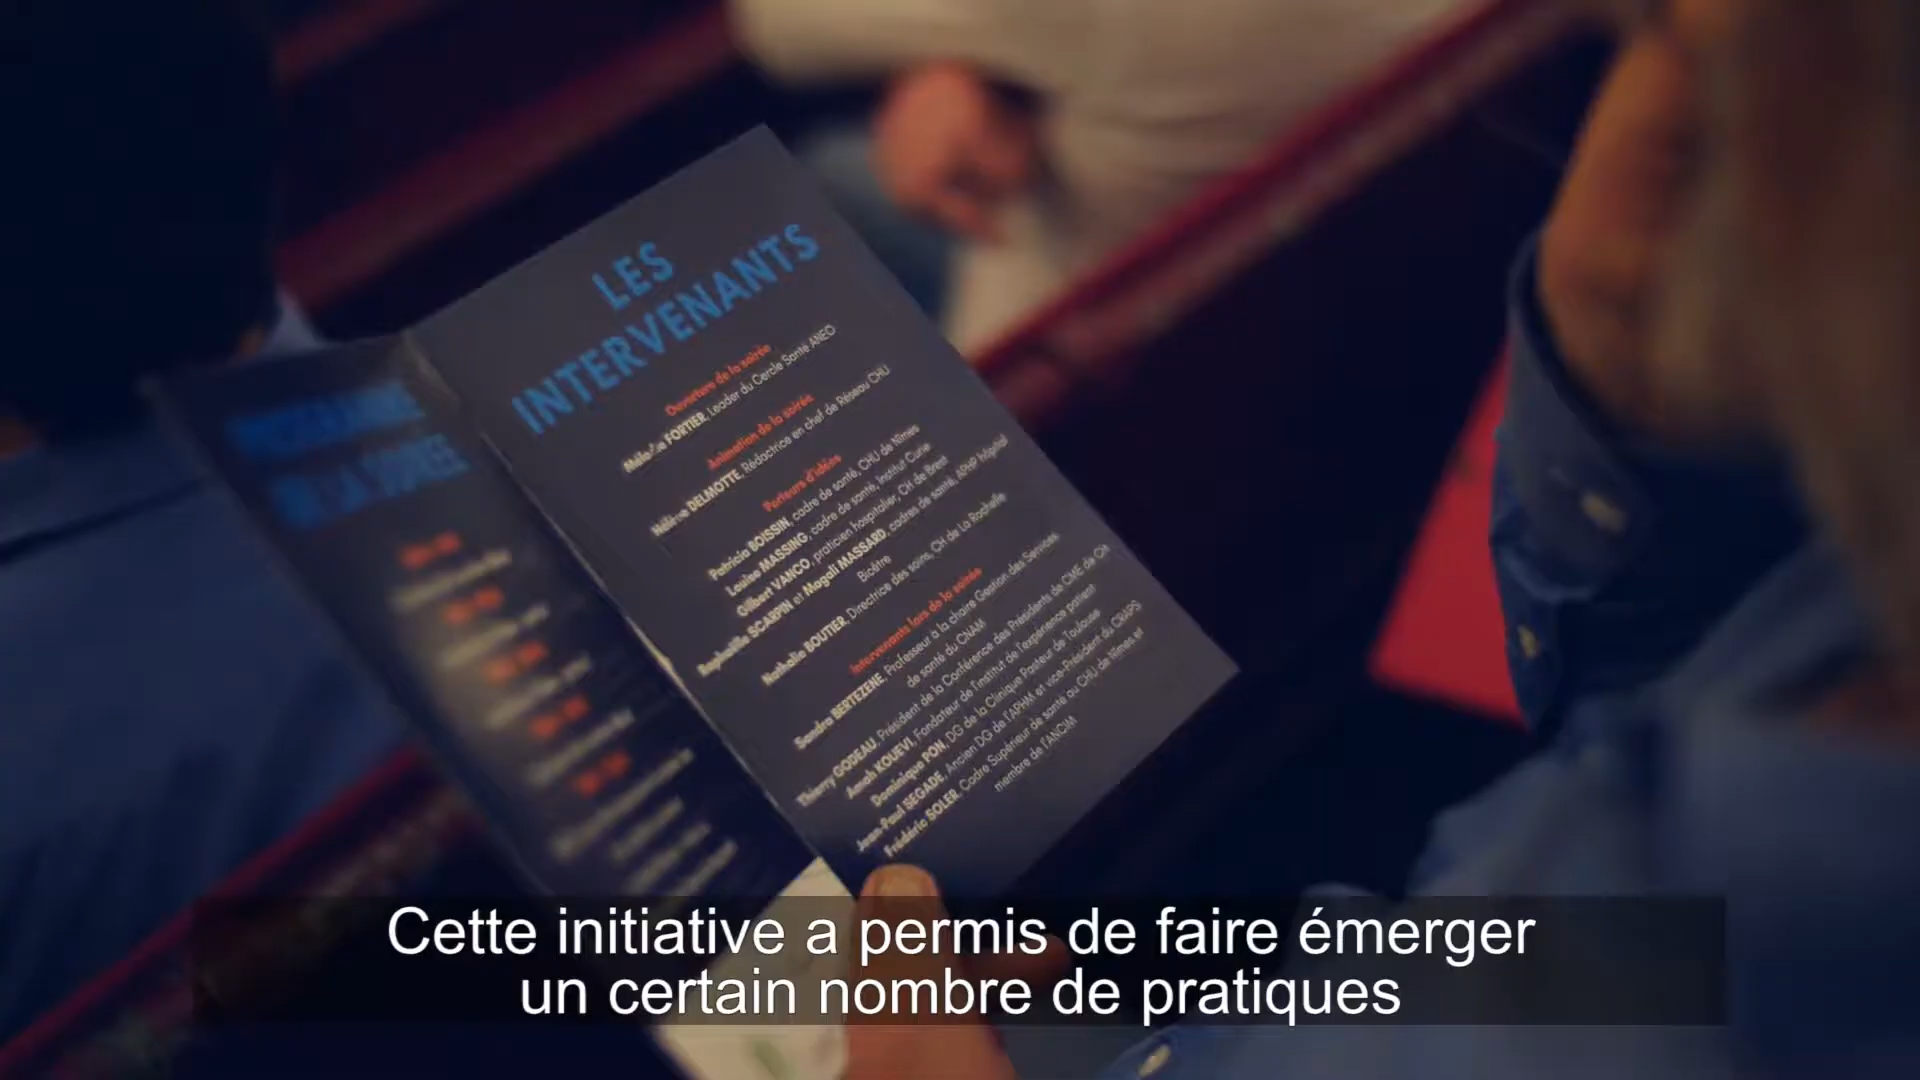 LES
INTERVENANTS
Ouverture de la soirée
Mélanie FORTIER, Leader du Cercle Santé ANEO
Animation de la soirée
Hélène DELMOTTE, Rédactrice en chef de Réseau CHU
Porteurs d'idées
Patricia BOISSIN, cadre de santé, CHU de Nîmes
Louise MASSING, cadre de santé, Institut Curie
Gilbert VANCO, praticien hospitalier, CH de Brest
Raphaëlle SCARPIN et Magali MASSARD, cadres de santé, APHP hôpital
Bicêtre
Nathalie BOUTIER, Directrice des soins, CH de La Rochelle
Intervenants lors de la soirée
Sandra BERTEZENE, Professeur à la chaire Gestion des Services
de santé du CNAM
Thierry GODEAU, Président de la Conférence des Présidents de CME de CH
Amah KOUEVI, Fondateur de l'institut de l'expérience patient
Dominique PON, DG de la Clinique Pasteur de Toulouse
Jean-Paul SEGADE, Ancien DG de l'APHM et vice-Président du CRAPS
Frédéric SOLER, Cadre Supérieur de santé au CHU de Nîmes et
membre de l'ANCIM
PROGRAMME
DE LA SOIRÉE
Cette initiative a permis de faire émerger
un certain nombre de pratiques